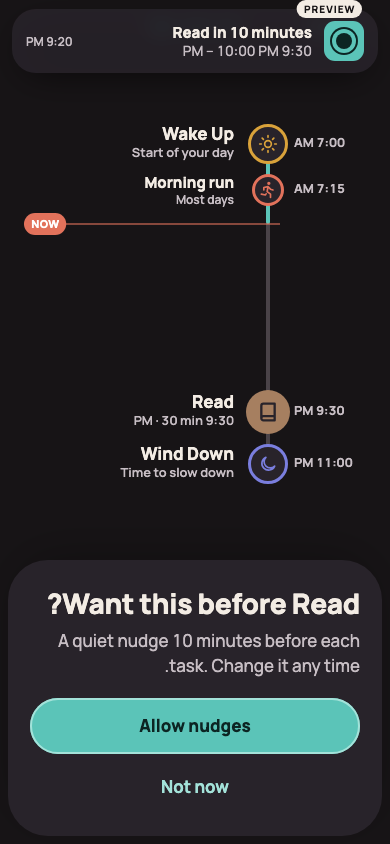 PREVIEW
Read in 10 minutes
PM 9:20
PM – 10:00 PM 9:30
Wake Up
AM 7:00
Start of your day
Morning run
AM 7:15
Most days
NOW
Read
PM 9:30
PM · 30 min 9:30
Wind Down
PM 11:00
Time to slow down
?Want this before Read
A quiet nudge 10 minutes before each
.task. Change it any time
Allow nudges
Not now